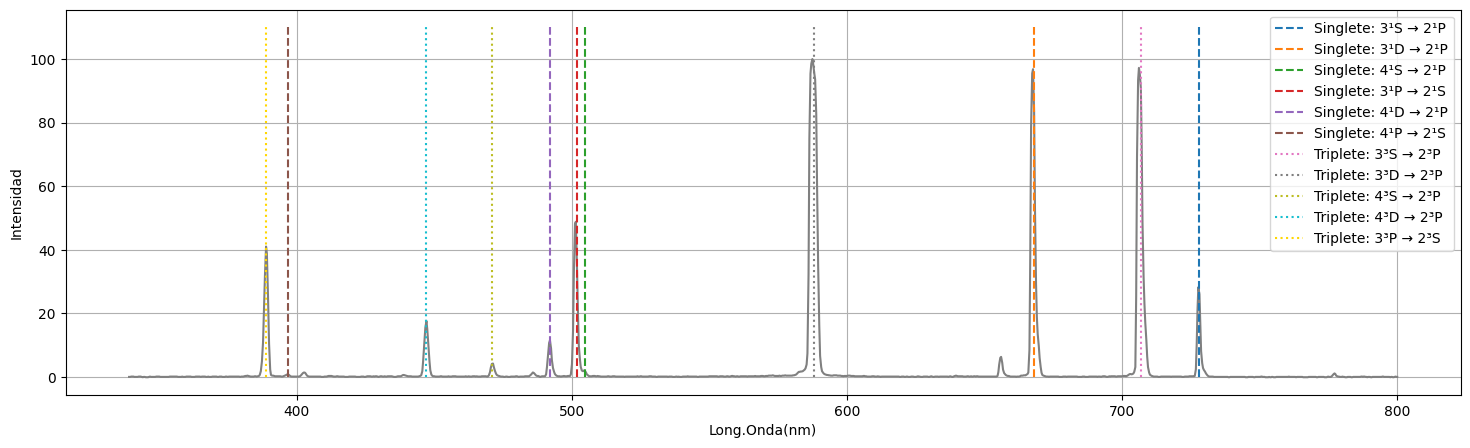 Intensidad
100
80
60
40
20
0
400
500
600
700
800
Long.Onda(nm)
Singlete: 3¹S → 2¹P
Singlete: 3¹D → 2¹P
Singlete: 4¹S → 2¹P
Singlete: 3¹P → 2¹S
Singlete: 4¹D → 2¹P
Singlete: 4¹P → 2¹S
Triplete: 3³S → 2³P
Triplete: 3³D → 2³P
Triplete: 4³S → 2³P
Triplete: 4³D → 2³P
Triplete: 3³P → 2³S